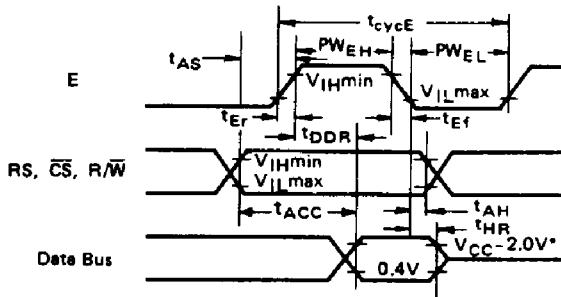 tcycE
PWEH PWEL
tAS
E
VIHmin VILmax
tEr tEf
tDDR
RS, C̅S̅, R/W̅
VIHmin
VILmax
tACC tAH
tHR
Data Bus
VCC-2.0V*
0.4V